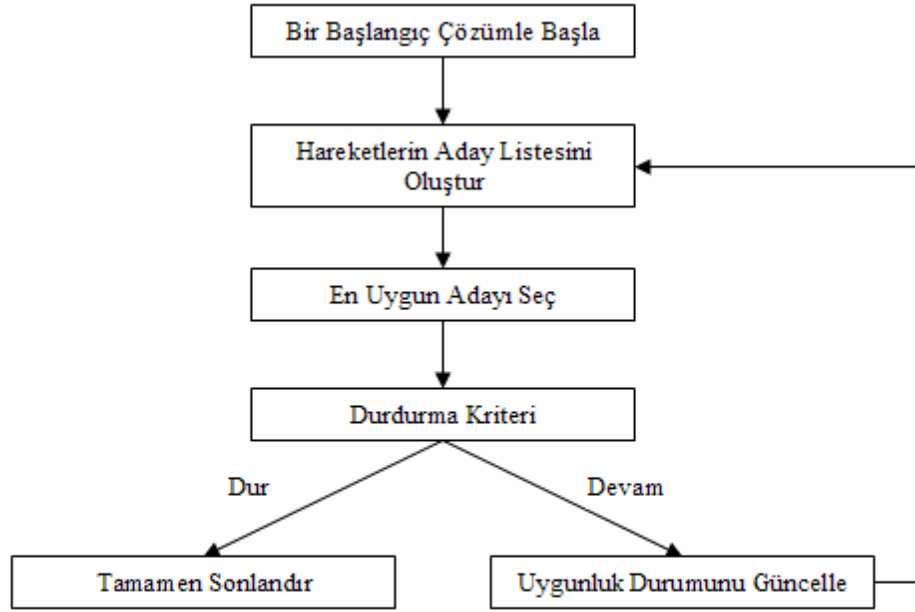 Bir Başlangıç Çözümle Başla
Hareketlerin Aday Listesini
Oluştur
En Uygun Adayı Seç
Durdurma Kriteri
Dur
Devam
Tamamen Sonlandır
Uygunluk Durumunu Güncelle